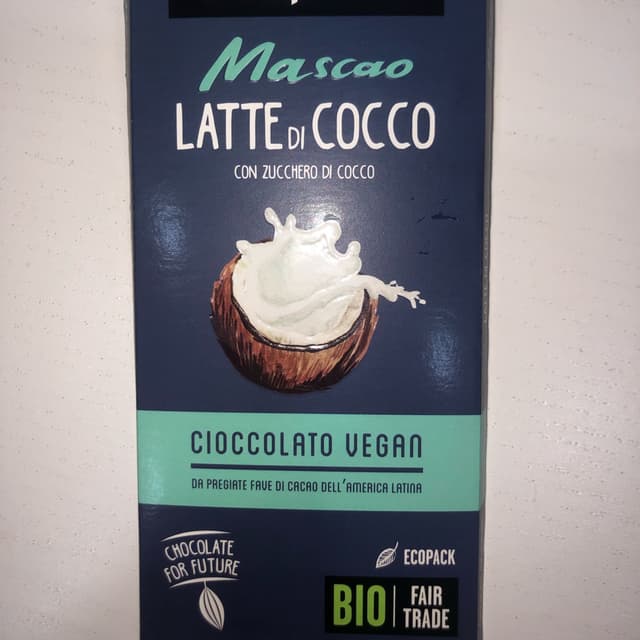 Mascao
LATTE DI COCCO
CON ZUCCHERO DI COCCO
CIOCCOLATO VEGAN
DA PREGIATE FAVE DI CACAO DELL'AMERICA LATINA
CHOCOLATE
FOR FUTURE
ECOPACK
BIO
FAIR
TRADE